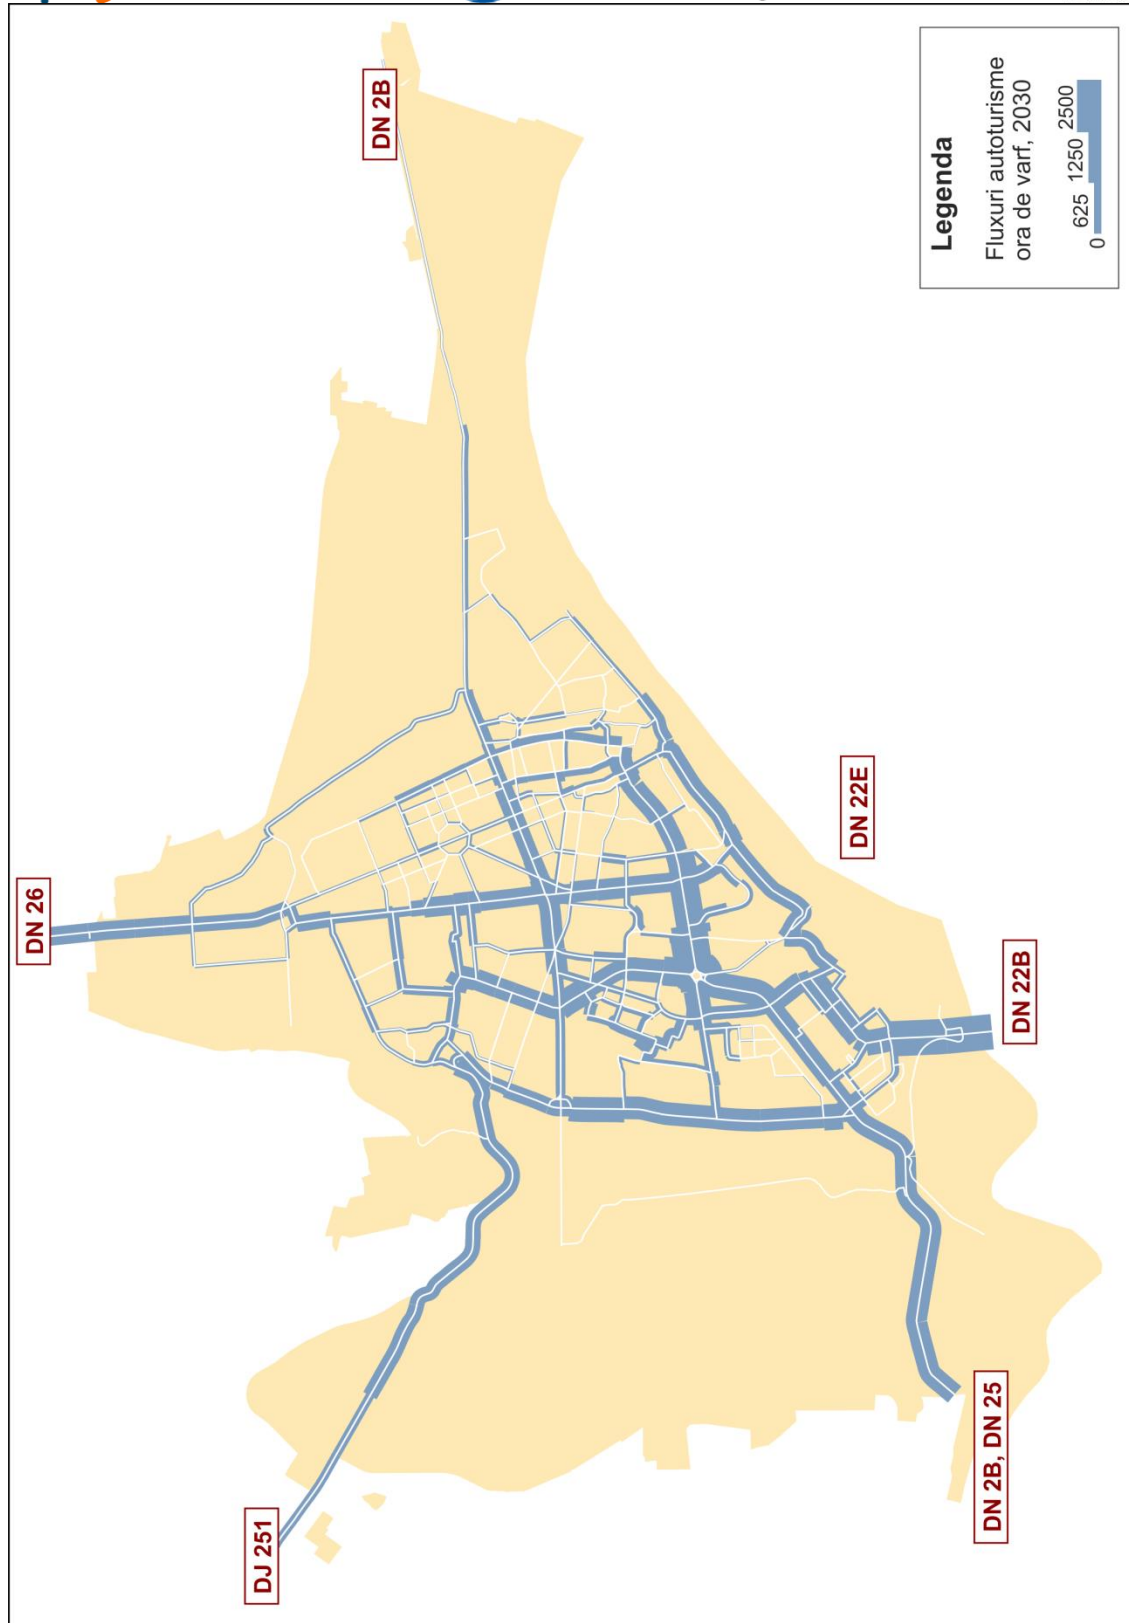 DN 2B
DN 26
DN 22E
DN 22B
DJ 251
DN 2B, DN 25
Legenda
Fluxuri autoturisme
ora de varf, 2030
0 625 1250 2500